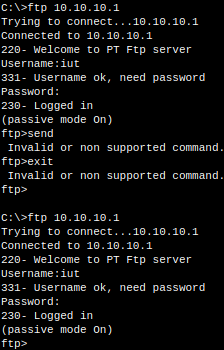 C:\>ftp 10.10.10.1
Trying to connect...10.10.10.1
Connected to 10.10.10.1
220- Welcome to PT Ftp server
Username:iut
331- Username ok, need password
Password:
230- Logged in
(passive mode On)
ftp>send
 Invalid or non supported command.
ftp>exit
 Invalid or non supported command.
ftp>

C:\>ftp 10.10.10.1
Trying to connect...10.10.10.1
Connected to 10.10.10.1
220- Welcome to PT Ftp server
Username:iut
331- Username ok, need password
Password:
230- Logged in
(passive mode On)
ftp>